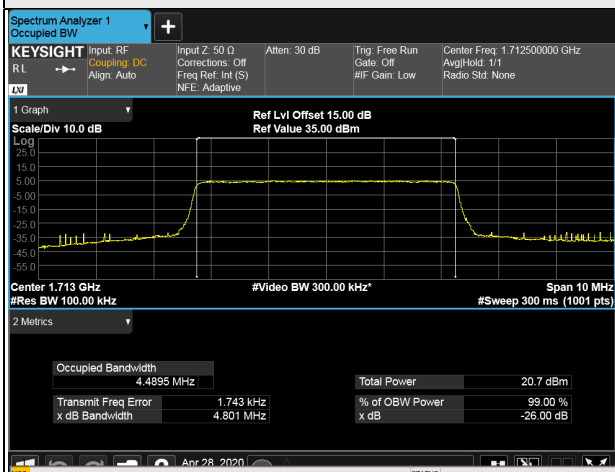 Spectrum Analyzer 1
Occupied BW
KEYSIGHT
RL
LXI
Input: RF
Coupling: DC
Align: Auto
Input Z: 50 Ω
Corrections: Off
Freq Ref: Int (S)
NFE: Adaptive
Atten: 30 dB
Trig: Free Run
Gate: Off
#IF Gain: Low
Center Freq: 1.712500000 GHz
Avg|Hold: 1/1
Radio Std: None
1 Graph
Scale/Div 10.0 dB
Ref Lvl Offset 15.00 dB
Ref Value 35.00 dBm
Log
25.0
15.0
5.00
-5.00
-15.0
-25.0
-35.0
-45.0
-55.0
Center 1.713 GHz
#Video BW 300.00 kHz*
Span 10 MHz
#Res BW 100.00 kHz
#Sweep 300 ms (1001 pts)
2 Metrics
Occupied Bandwidth
4.4895 MHz
Total Power 20.7 dBm
Transmit Freq Error 1.743 kHz
% of OBW Power 99.00 %
x dB Bandwidth 4.801 MHz
x dB -26.00 dB
Apr 28, 2020